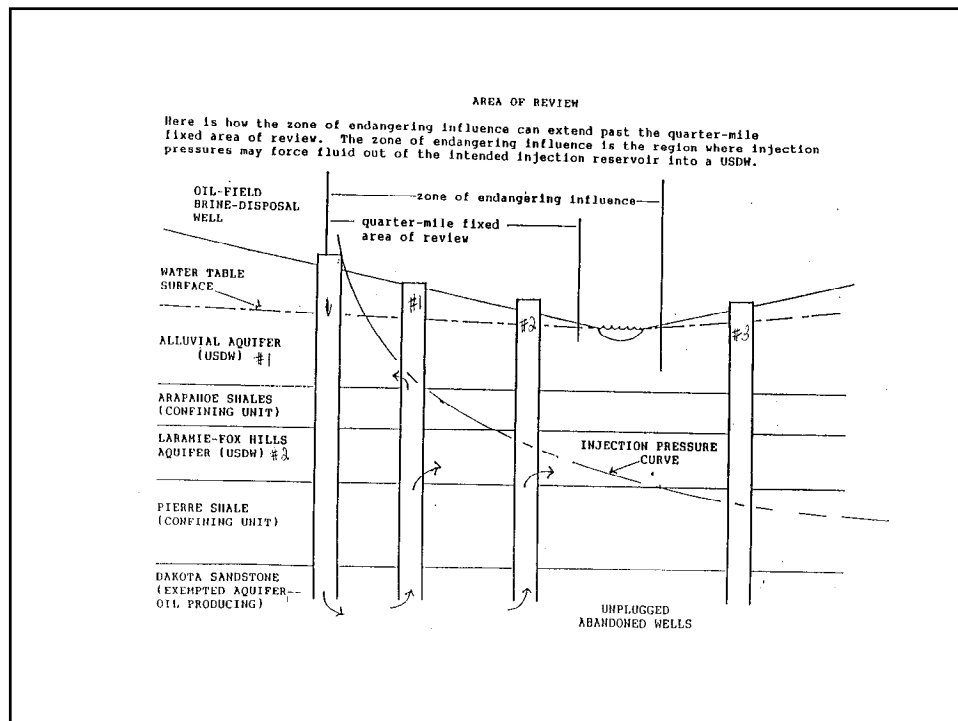 AREA OF REVIEW
Here is how the zone of endangering influence can extend past the quarter-mile
fixed area of review. The zone of endangering influence is the region where injection
pressures may force fluid out of the intended injection reservoir into a USDW.
OIL-FIELD
BRINE-DISPOSAL
WELL
zone of endangering influence
quarter-mile fixed
area of review
WATER TABLE
SURFACE
#1
#2
#3
ALLUVIAL AQUIFER
(USDW) #1
ARAPAHOE SHALES
(CONFINING UNIT)
LARAMIE-FOX HILLS
AQUIFER (USDW) #2
INJECTION PRESSURE
CURVE
PIERRE SHALE
(CONFINING UNIT)
DAKOTA SANDSTONE
(EXEMPTED AQUIFER--
OIL PRODUCING)
UNPLUGGED
ABANDONED WELLS